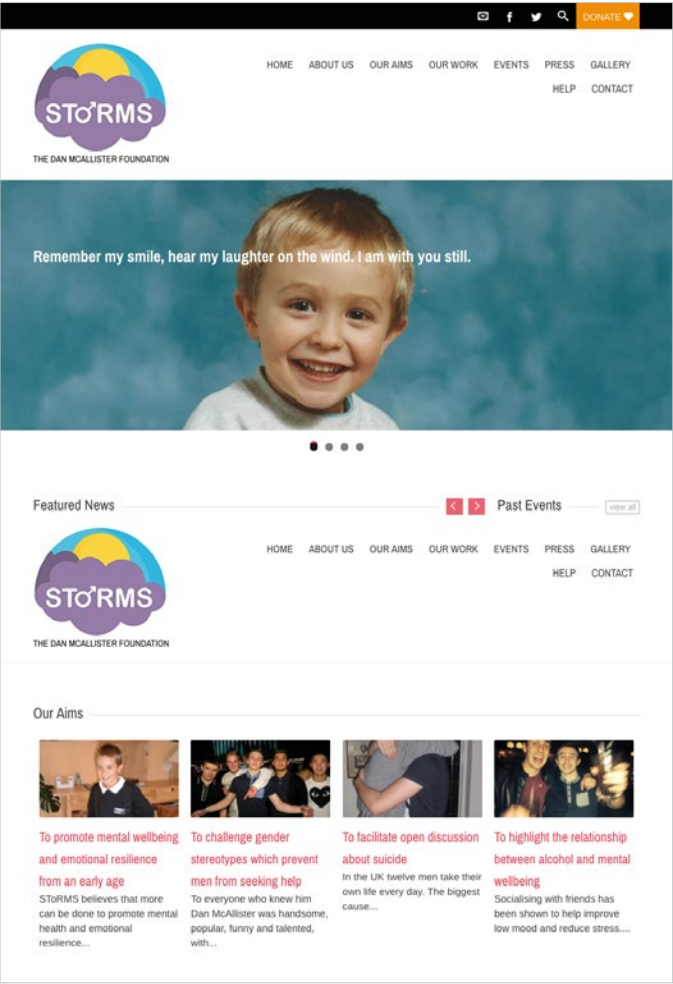 DONATE
HOME ABOUT US OUR AIMS OUR WORK EVENTS PRESS GALLERY
HELP CONTACT
SToRMS
THE DAN MCALLISTER FOUNDATION
Remember my smile, hear my laughter on the wind. I am with you still.
Featured News
Past Events
view all
HOME ABOUT US OUR AIMS OUR WORK EVENTS PRESS GALLERY
HELP CONTACT
SToRMS
THE DAN MCALLISTER FOUNDATION
Our Aims
To promote mental wellbeing
and emotional resilience
from an early age
SToRMS believes that more
can be done to promote mental
health and emotional
resilience...
To challenge gender
stereotypes which prevent
men from seeking help
To everyone who knew him
Dan McAllister was handsome,
popular, funny and talented,
with...
To facilitate open discussion
about suicide
In the UK twelve men take their
own life every day. The biggest
cause...
To highlight the relationship
between alcohol and mental
wellbeing
Socialising with friends has
been shown to help improve
low mood and reduce stress....